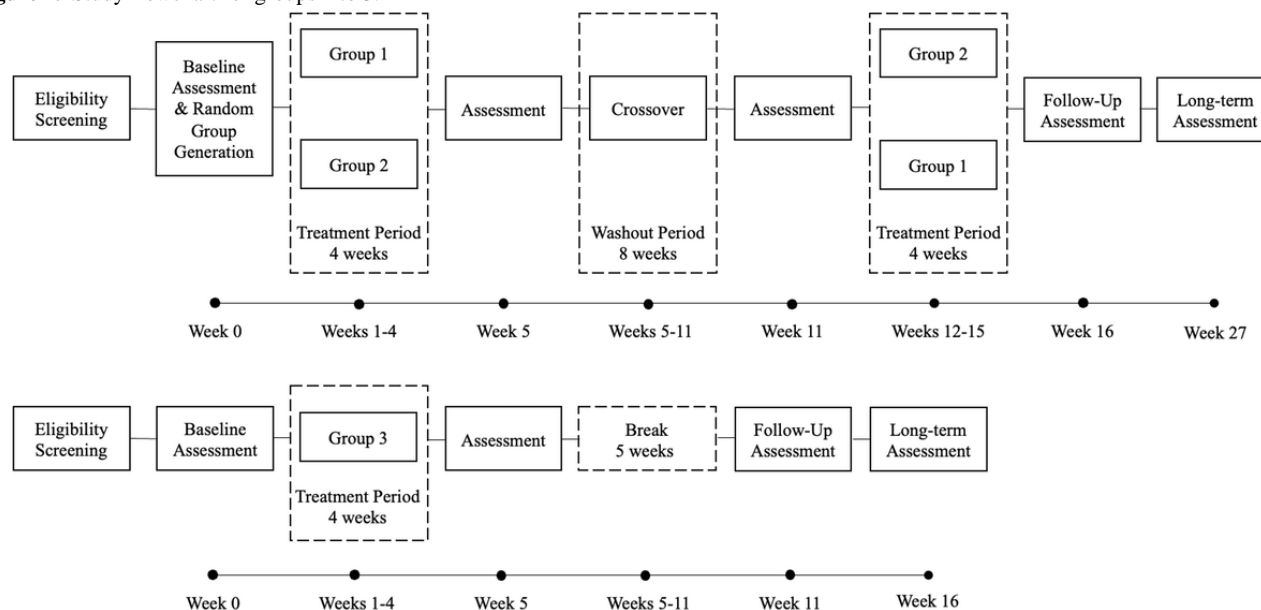 Eligibility
Screening
Baseline
Assessment
& Random
Group
Generation
Group 1
Group 2
Treatment Period
4 weeks
Assessment
Crossover
Washout Period
8 weeks
Assessment
Group 2
Group 1
Treatment Period
4 weeks
Follow-Up
Assessment
Long-term
Assessment
Week 0
Weeks 1-4
Week 5
Weeks 5-11
Week 11
Weeks 12-15
Week 16
Week 27
Eligibility
Screening
Baseline
Assessment
Group 3
Treatment Period
4 weeks
Assessment
Break
5 weeks
Follow-Up
Assessment
Long-term
Assessment
Week 0
Weeks 1-4
Week 5
Weeks 5-11
Week 11
Week 16